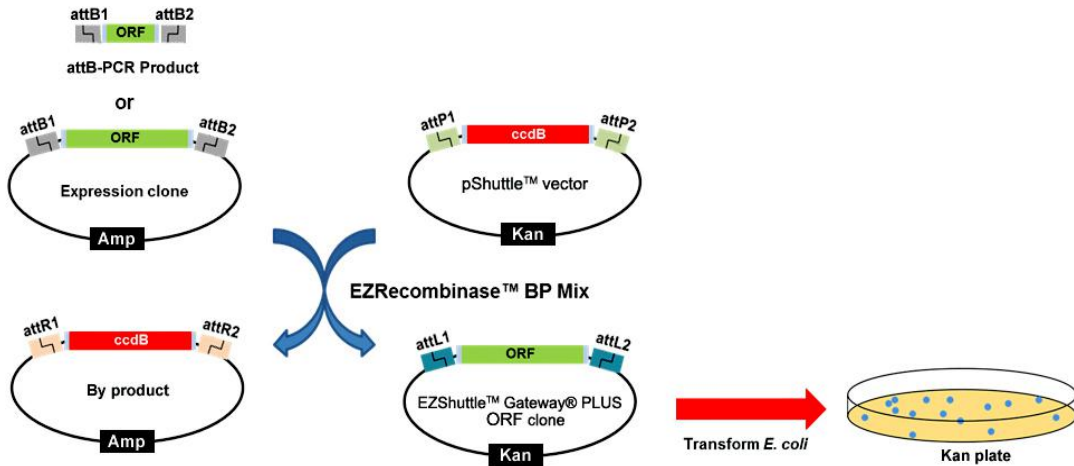 attB1
attB2
ORF
attB-PCR Product
or
attB1
attB2
ORF
Expression clone
Amp
attP1
attP2
ccdB
pShuttle™ vector
Kan
EZRecombinase™ BP Mix
attR1
attR2
ccdB
By product
Amp
attL1
attL2
ORF
EZShuttle™ Gateway® PLUS
ORF clone
Kan
Transform E. coli
Kan plate